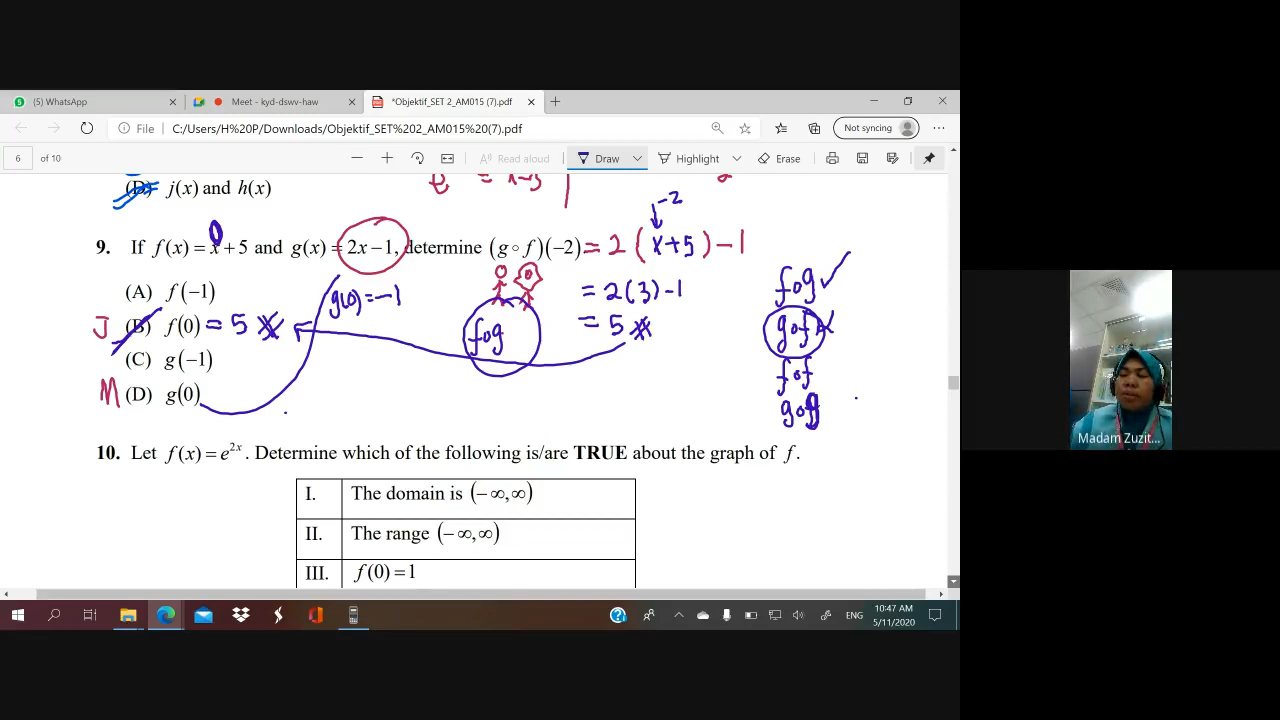 (5) WhatsApp
Meet - kyd-dswv-haw
*Objektif_SET 2_AM015 (7).pdf
File
C:/Users/H%20P/Downloads/Objektif_SET%202_AM015%20(7).pdf
Not syncing
6 of 10
Read aloud
Draw
Highlight
Erase
(D) j(x) and h(x)
-2
9. If f(x) = x + 5 and g(x) = 2x − 1, determine (g ∘ f)(−2) = 2(x+5) − 1
0
(A) f(−1)
g(0) = −1
= 2(3) − 1
fog ✓
J (B) f(0) = 5
fog
= 5
gof
(C) g(−1)
fof
M (D) g(0)
gog
10. Let f(x) = e^{2x}. Determine which of the following is/are TRUE about the graph of f.
I. The domain is (−∞,∞)
II. The range (−∞,∞)
III. f(0) = 1
Madam Zuzit...
ENG
10:47 AM
5/11/2020